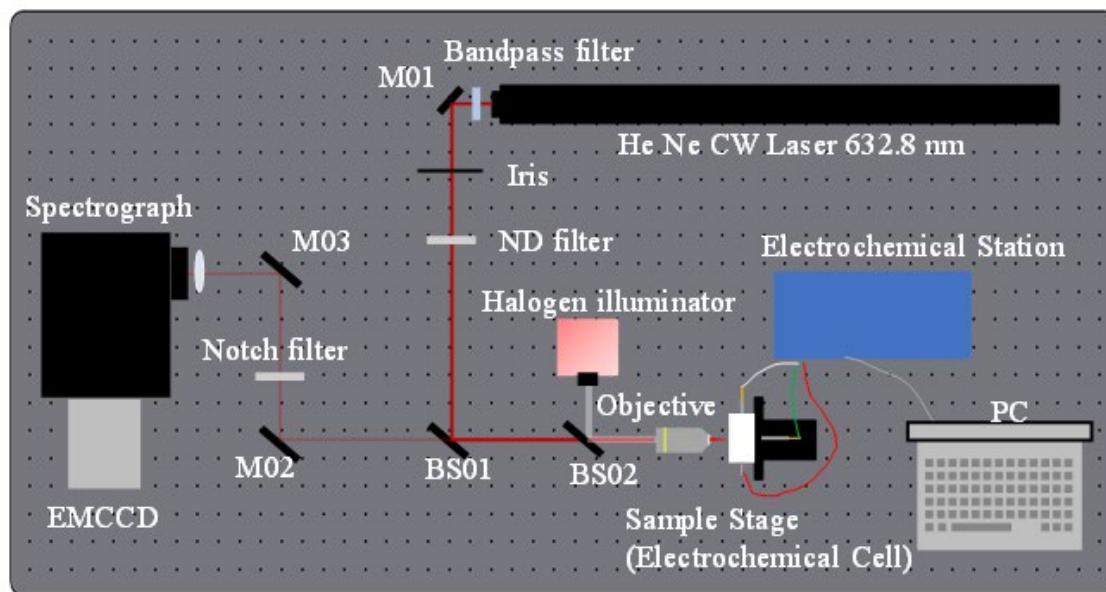 Bandpass filter
M01
He Ne CW Laser 632.8 nm
Iris
Spectrograph
M03
ND filter
Electrochemical Station
Halogen illuminator
Notch filter
Objective
PC
M02
BS01
BS02
EMCCD
Sample Stage
(Electrochemical Cell)